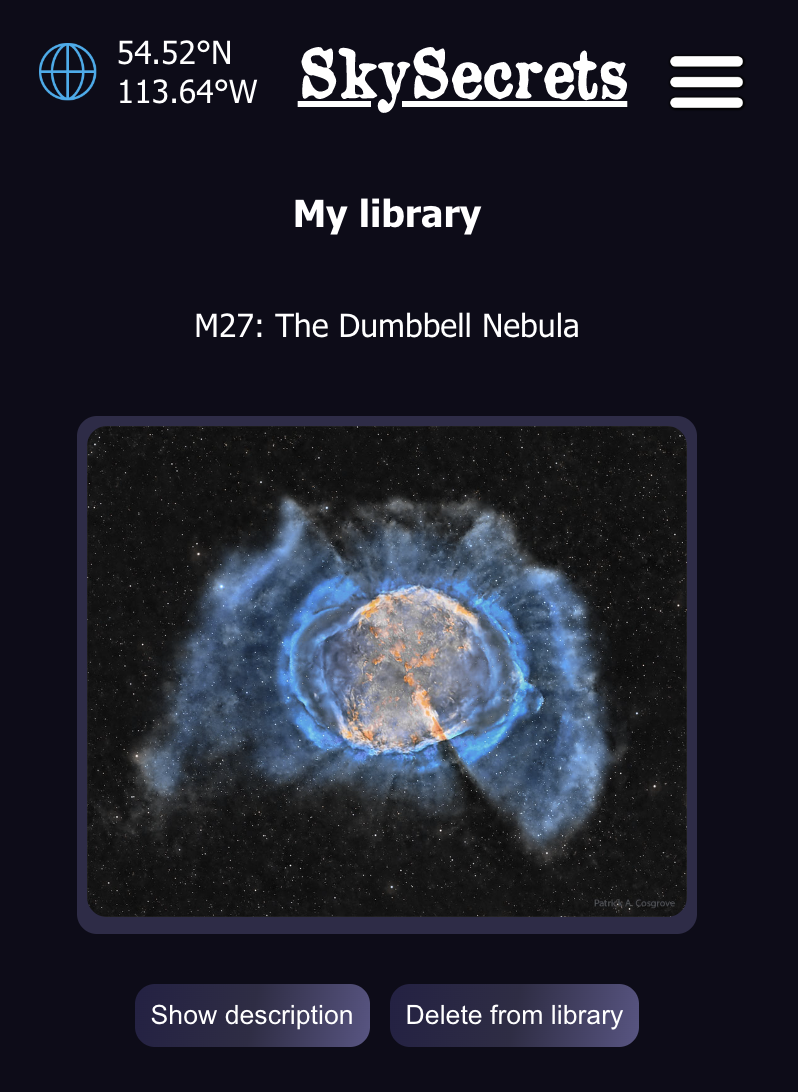 54.52°N
113.64°W
SkySecrets
My library
M27: The Dumbbell Nebula
Patrick A. Cosgrove
Show description
Delete from library